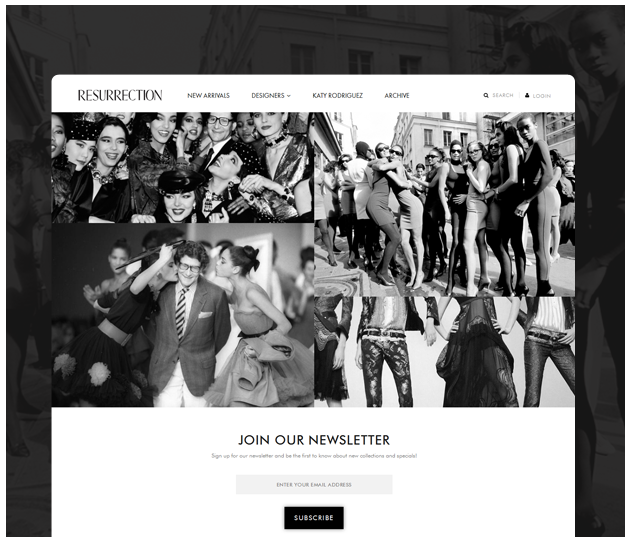 RESURRECTION
NEW ARRIVALS
DESIGNERS
KATY RODRIGUEZ
ARCHIVE
SEARCH
LOGIN
JOIN OUR NEWSLETTER
Sign up for our newsletter and be the first to know about new collections and specials!
ENTER YOUR EMAIL ADDRESS
SUBSCRIBE